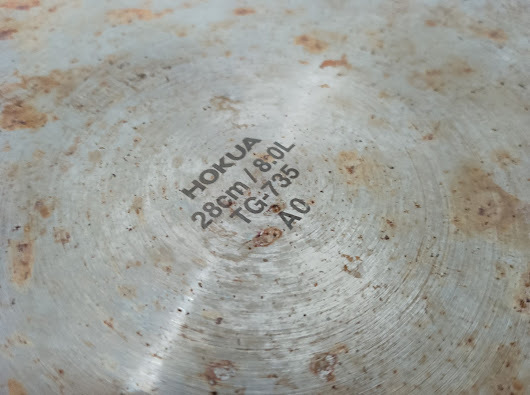 HOKUA
28cm / 8.0L
TG-735
A0